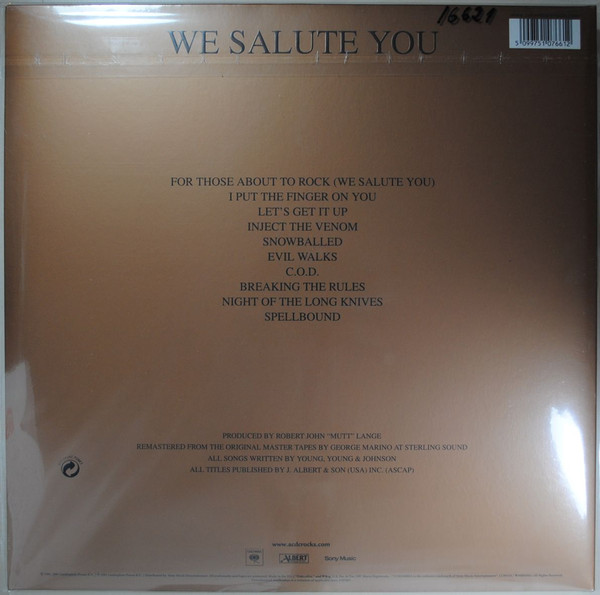 16621
WE SALUTE YOU
5 099751 076612
FOR THOSE ABOUT TO ROCK (WE SALUTE YOU)
I PUT THE FINGER ON YOU
LET'S GET IT UP
INJECT THE VENOM
SNOWBALLED
EVIL WALKS
C.O.D.
BREAKING THE RULES
NIGHT OF THE LONG KNIVES
SPELLBOUND
PRODUCED BY ROBERT JOHN "MUTT" LANGE
REMASTERED FROM THE ORIGINAL MASTER TAPES BY GEORGE MARINO AT STERLING SOUND
ALL SONGS WRITTEN BY YOUNG, YOUNG & JOHNSON
ALL TITLES PUBLISHED BY J. ALBERT & SON (USA) INC. (ASCAP)
www.acdcrocks.com
ALBERT
Sony Music